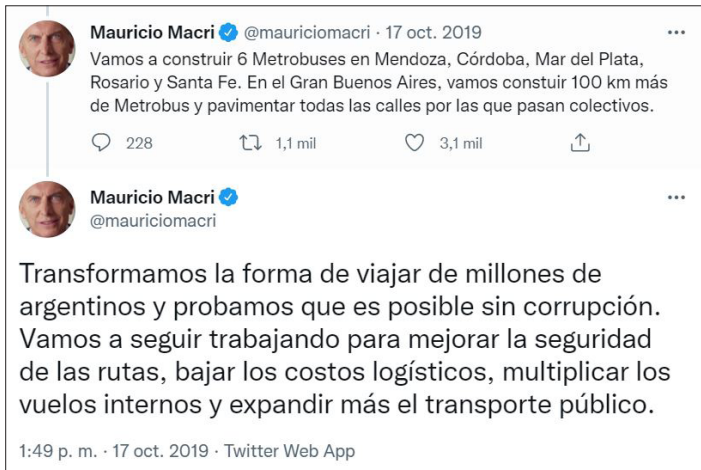 Mauricio Macri @mauriciomacri · 17 oct. 2019
Vamos a construir 6 Metrobuses en Mendoza, Córdoba, Mar del Plata,
Rosario y Santa Fe. En el Gran Buenos Aires, vamos constuir 100 km más
de Metrobus y pavimentar todas las calles por las que pasan colectivos.
228 1,1 mil 3,1 mil
Mauricio Macri
@mauriciomacri
Transformamos la forma de viajar de millones de
argentinos y probamos que es posible sin corrupción.
Vamos a seguir trabajando para mejorar la seguridad
de las rutas, bajar los costos logísticos, multiplicar los
vuelos internos y expandir más el transporte público.
1:49 p. m. · 17 oct. 2019 · Twitter Web App